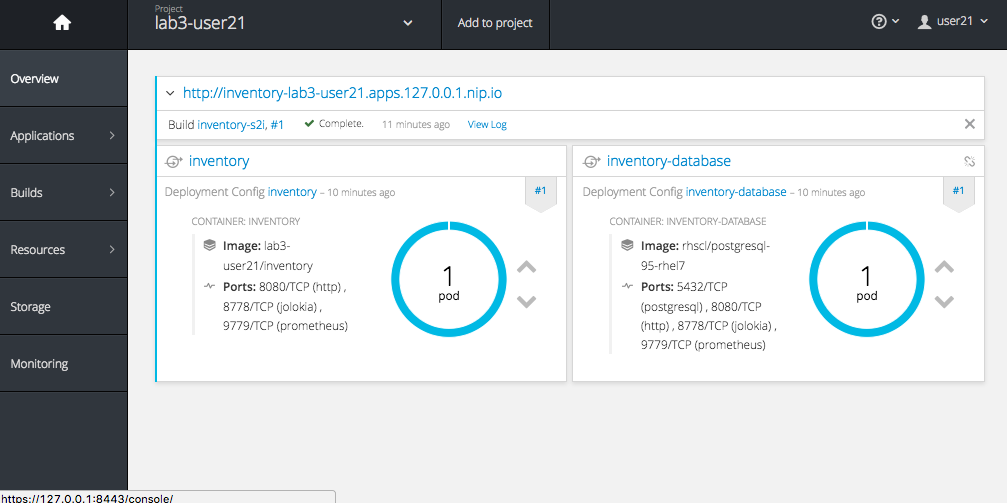 Project
lab3-user21
Add to project
user21
Overview
Applications
Builds
Resources
Storage
Monitoring
http://inventory-lab3-user21.apps.127.0.0.1.nip.io
Build inventory-s2i, #1 Complete. 11 minutes ago View Log
inventory
Deployment Config inventory – 10 minutes ago
#1
CONTAINER: INVENTORY
Image: lab3-
user21/inventory
Ports: 8080/TCP (http) ,
8778/TCP (jolokia) ,
9779/TCP (prometheus)
1
pod
inventory-database
Deployment Config inventory-database – 10 minutes ago
#1
CONTAINER: INVENTORY-DATABASE
Image: rhscl/postgresql-
95-rhel7
Ports: 5432/TCP
(postgresql) , 8080/TCP
(http) , 8778/TCP (jolokia) ,
9779/TCP (prometheus)
1
pod
https://127.0.0.1:8443/console/